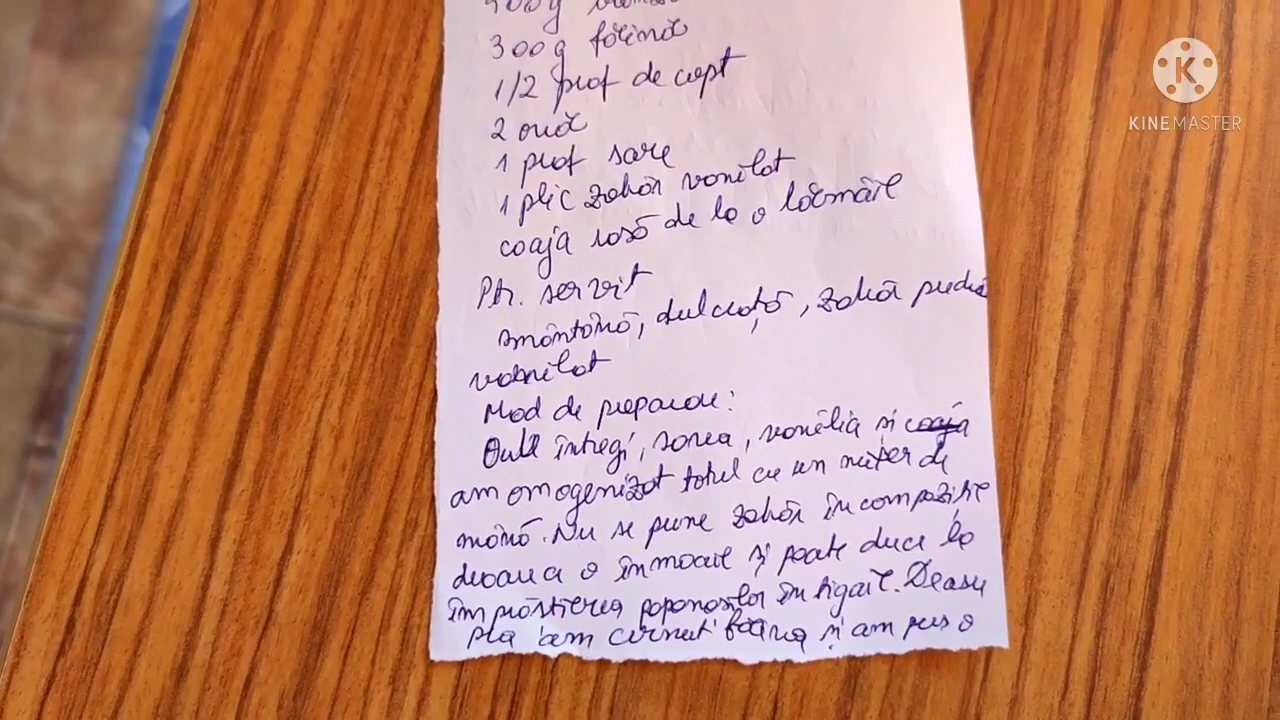 300g făină
1/2 praf de copt
2 ouă
1 praf sare
1 plic zahăr vanilat
coaja rasă de la o lămâie
Ptr. servit
smântână, dulceață, zahăr pudră
vanilat
Mod de preparare:
Ouăle întregi, sarea, vanilia și coaja
am omogenizat totul cu un mixer de
mână. Nu se pune zahăr în compoziție
deoarece o înmoaie și poate duce la
împrăștierea papanașilor în tigaie. Deasu
pra am cernut făina și am pus o
KINEMASTER